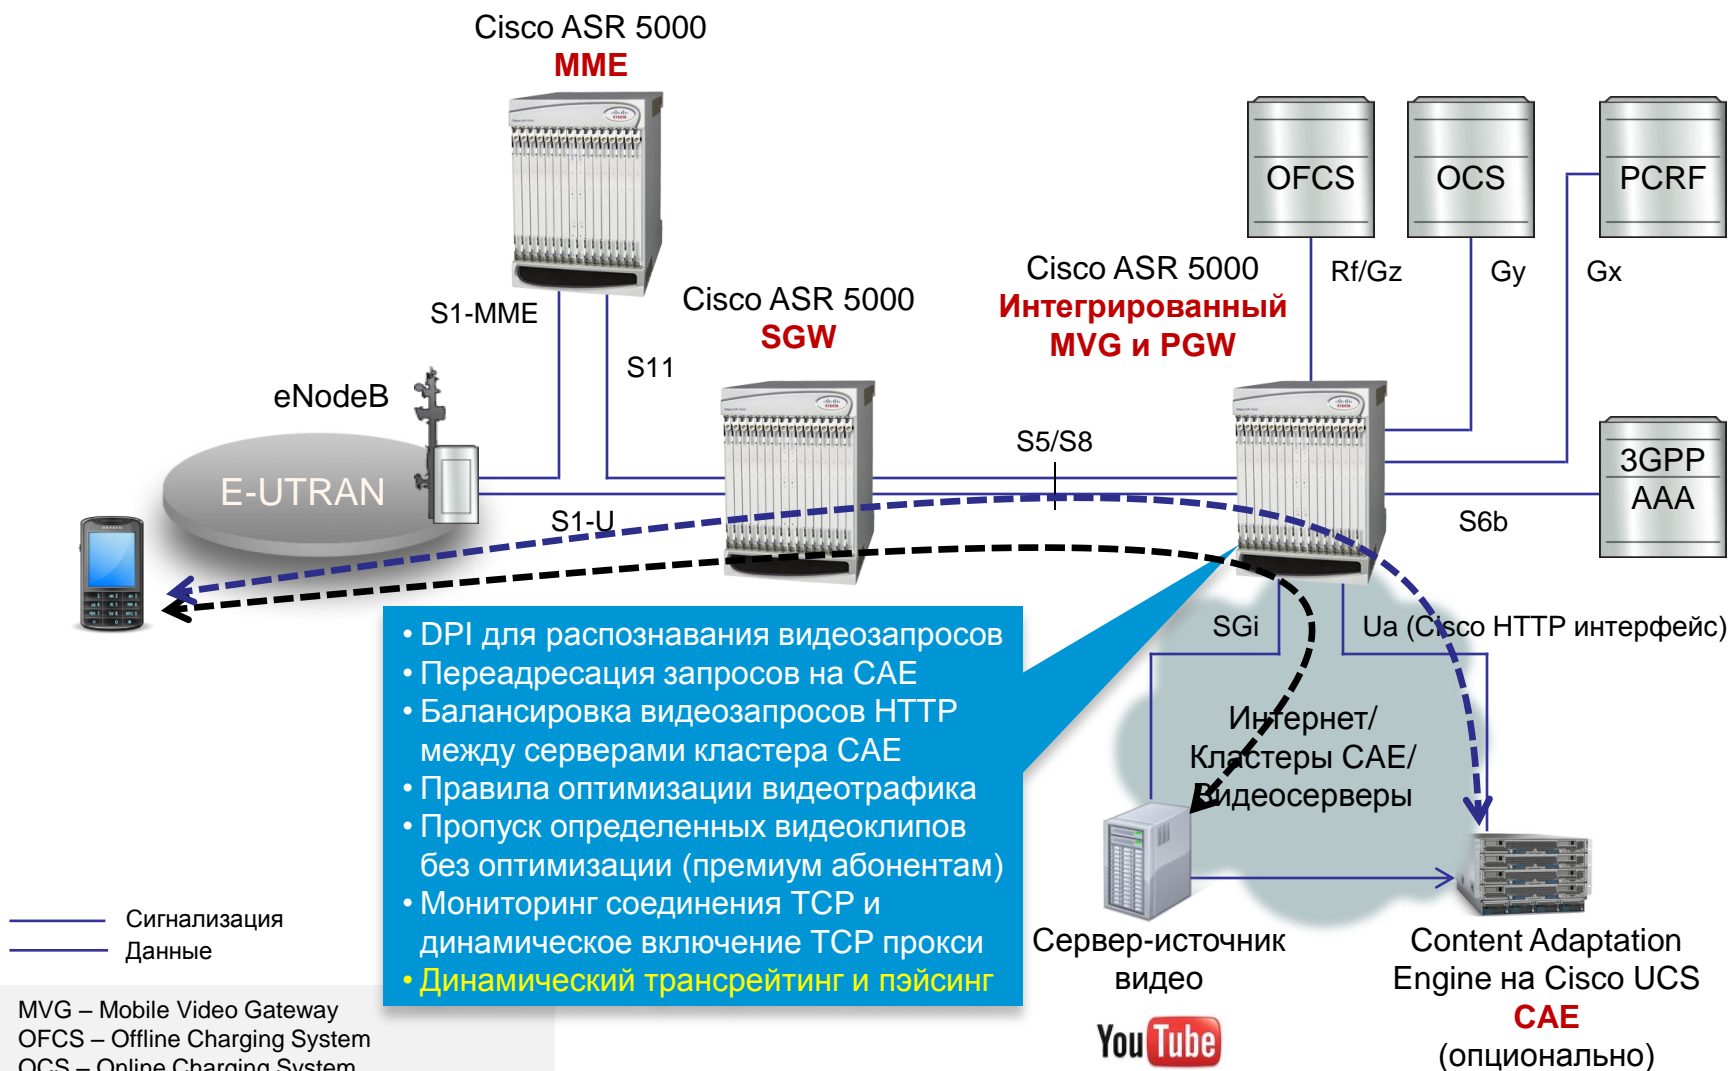 Cisco ASR 5000
MME
OFCS
OCS
PCRF
Rf/Gz
Gy
Gx
Cisco ASR 5000
Интегрированный
MVG и PGW
S1-MME
Cisco ASR 5000
SGW
S11
eNodeB
S5/S8
3GPP
AAA
E-UTRAN
S1-U
S6b
SGi
Ua (Cisco HTTP интерфейс)
• DPI для распознавания видеозапросов
• Переадресация запросов на CAE
• Балансировка видеозапросов HTTP
между серверами кластера CAE
• Правила оптимизации видеотрафика
• Пропуск определенных видеоклипов
без оптимизации (премиум абонентам)
• Мониторинг соединения TCP и
динамическое включение TCP прокси
• Динамический трансрейтинг и пэйсинг
Интернет/
Кластеры CAE/
Видеосерверы
Сигнализация
Данные
Сервер-источник
видео
You Tube
Content Adaptation
Engine на Cisco UCS
CAE
(опционально)
MVG – Mobile Video Gateway
OFCS – Offline Charging System
OCS – Online Charging System